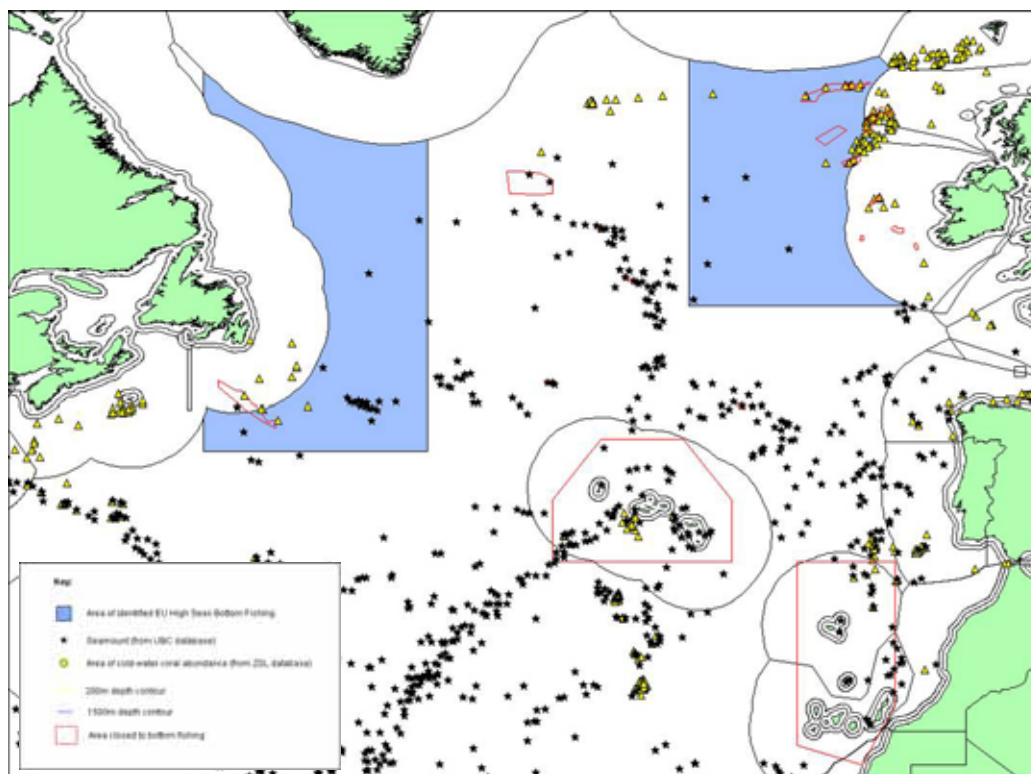 Key:
Area of identified EU High Seas Bottom Fishing
Seamount (from UBC database)
Area of cold-water coral abundance (from ZDL database)
200m depth contour
1500m depth contour
Area closed to bottom fishing